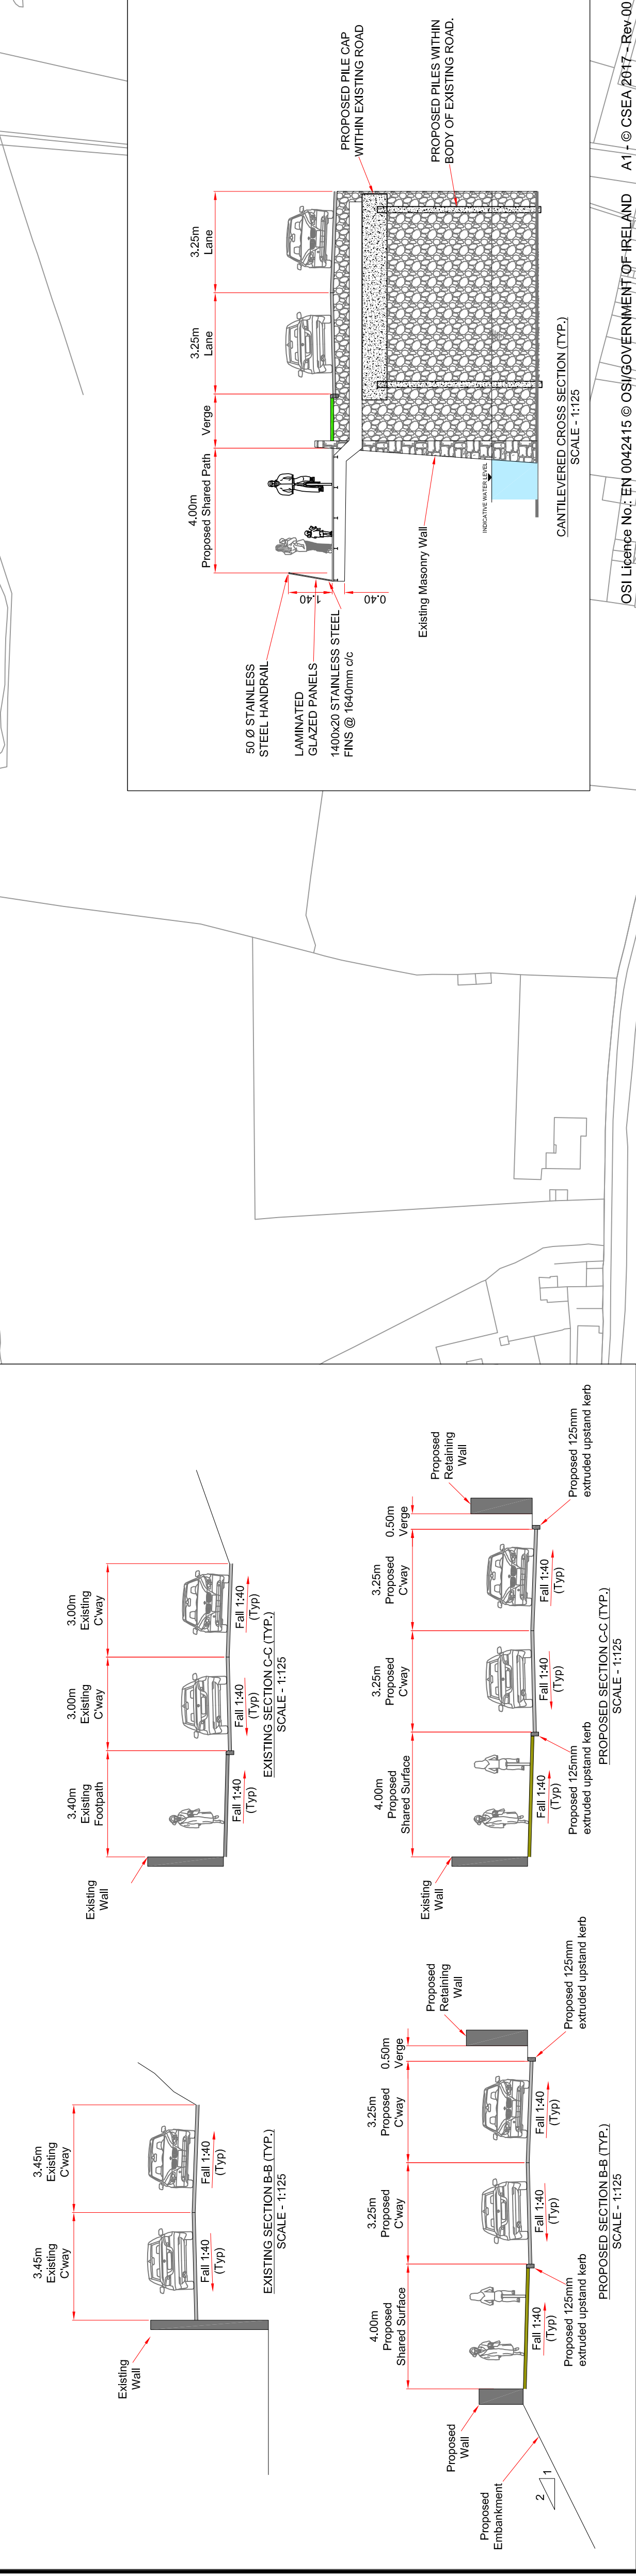 3.45m
Existing
C'way
3.45m
Existing
C'way
Existing
Wall
Fall 1:40
(Typ)
Fall 1:40
(Typ)
EXISTING SECTION B-B (TYP.)
SCALE - 1:125
3.40m
Existing
Footpath
3.00m
Existing
C'way
3.00m
Existing
C'way
Existing
Wall
Fall 1:40
(Typ)
Fall 1:40
(Typ)
Fall 1:40
(Typ)
EXISTING SECTION C-C (TYP.)
SCALE - 1:125
4.00m
Proposed
Shared Surface
3.25m
Proposed
C'way
3.25m
Proposed
C'way
0.50m
Verge
Proposed
Retaining
Wall
Proposed
Wall
Proposed
Embankment
2
1
Fall 1:40
(Typ)
Fall 1:40
(Typ)
Fall 1:40
(Typ)
Proposed 125mm
extruded upstand kerb
Proposed 125mm
extruded upstand kerb
PROPOSED SECTION B-B (TYP.)
SCALE - 1:125
4.00m
Proposed
Shared Surface
3.25m
Proposed
C'way
3.25m
Proposed
C'way
0.50m
Verge
Proposed
Retaining
Wall
Existing
Wall
Fall 1:40
(Typ)
Fall 1:40
(Typ)
Fall 1:40
(Typ)
Proposed 125mm
extruded upstand kerb
Proposed 125mm
extruded upstand kerb
PROPOSED SECTION C-C (TYP.)
SCALE - 1:125
4.00m
Proposed Shared Path
Verge
3.25m
Lane
3.25m
Lane
50 Ø STAINLESS
STEEL HANDRAIL
LAMINATED
GLAZED PANELS
1400x20 STAINLESS STEEL
FINS @ 1640mm c/c
1.40
0.40
Existing Masonry Wall
INDICATIVE WATER LEVEL
PROPOSED PILE CAP
WITHIN EXISTING ROAD
PROPOSED PILES WITHIN
BODY OF EXISTING ROAD.
CANTILEVERED CROSS SECTION (TYP.)
SCALE - 1:125
OSI Licence No.: EN 0042415 © OSI/GOVERNMENT OF IRELAND A1 - © CSEA 2017 - Rev 00